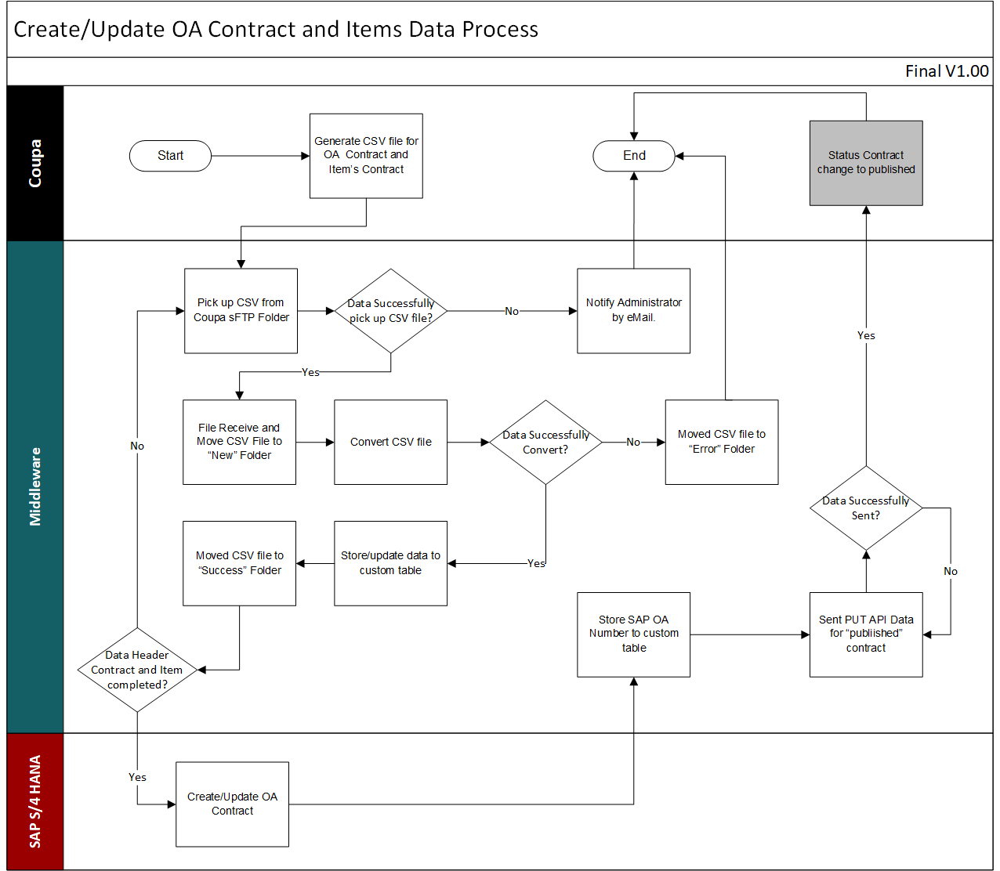 Create/Update OA Contract and Items Data Process
Final V1.00
Coupa
Start
Generate CSV file for
OA Contract and
Item's Contract
End
Status Contract
change to published
Middleware
Pick up CSV from
Coupa sFTP Folder
Data Successfully
pick up CSV file?
No
Notify Administrator
by eMail.
Yes
Yes
File Receive and
Move CSV File to
“New” Folder
Convert CSV file
Data Successfully
Convert?
No
Moved CSV file to
“Error” Folder
No
Data Successfully
Sent?
Moved CSV file to
“Success” Folder
Store/update data to
custom table
Yes
No
Store SAP OA
Number to custom
table
Sent PUT API Data
for “publiished”
contract
Data Header
Contract and Item
completed?
SAP S/4 HANA
Yes
Create/Update OA
Contract